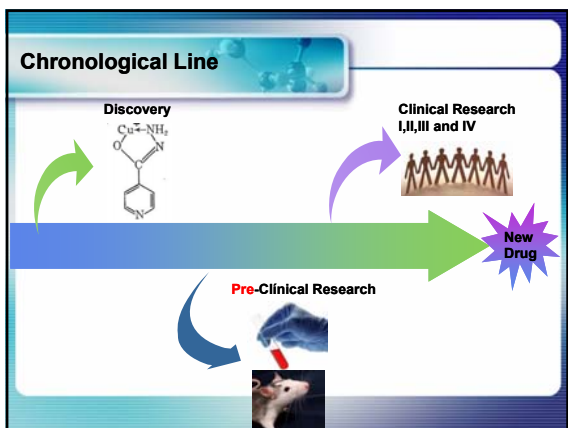 Chronological Line
Discovery
Cu NH2
O N
C
N
Clinical Research
I,II,III and IV
New
Drug
Pre-Clínical Research